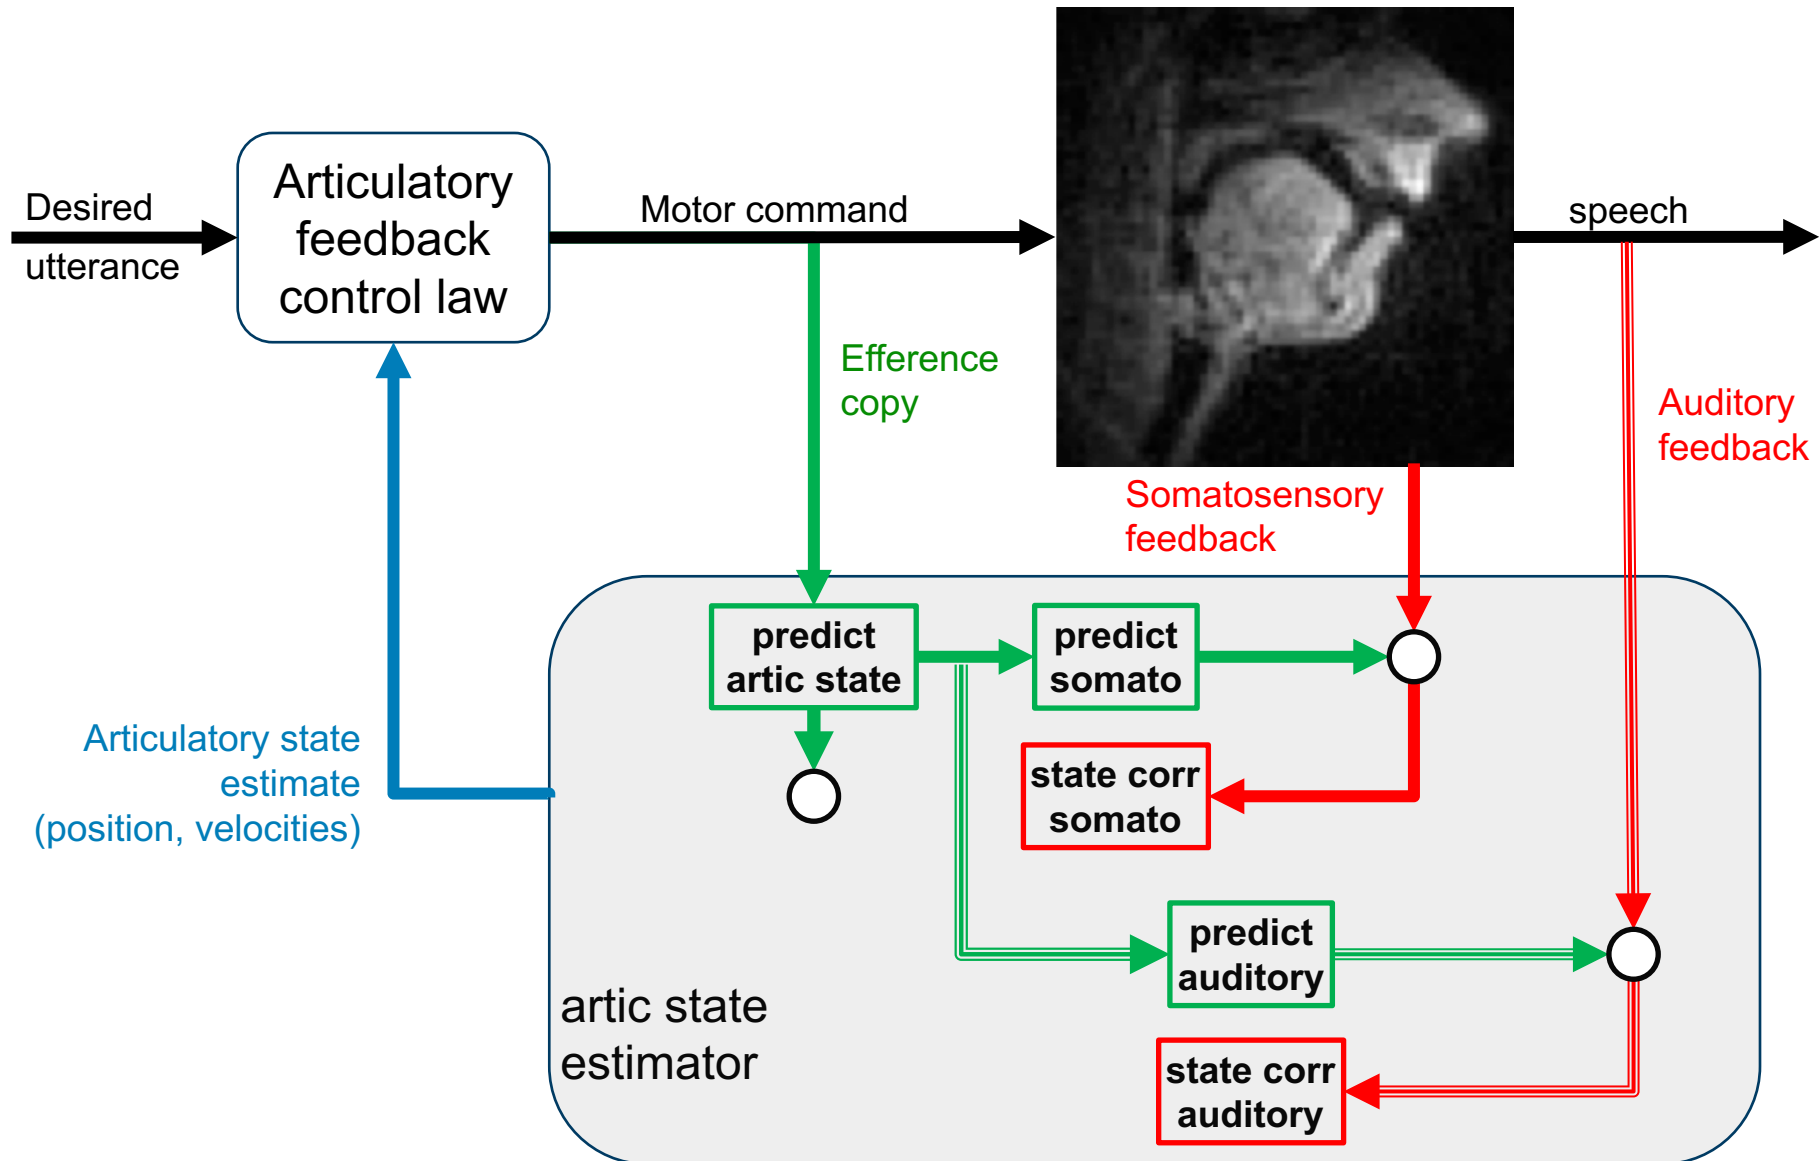 Desired
utterance
Articulatory
feedback
control law
Motor command
speech
Efference
copy
Auditory
feedback
Somatosensory
feedback
predict
artic state
predict
somato
Articulatory state
estimate
(position, velocities)
state corr
somato
predict
auditory
artic state
estimator
state corr
auditory